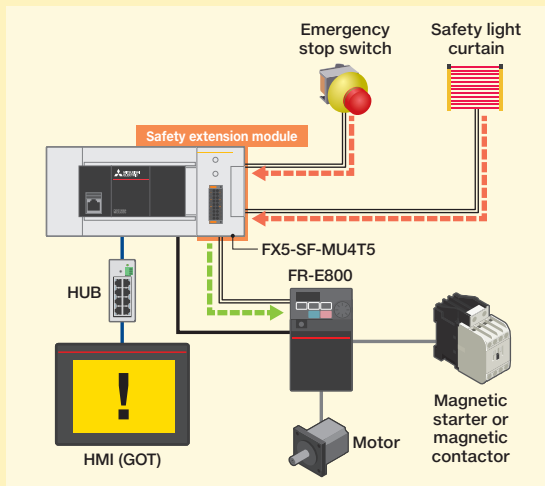 Emergency
stop switch
Safety light
curtain
Safety extension module
MITSUBISHI
FX5-SF-MU4T5
FR-E800
HUB
!
HMI (GOT)
Motor
Magnetic
starter or
magnetic
contactor